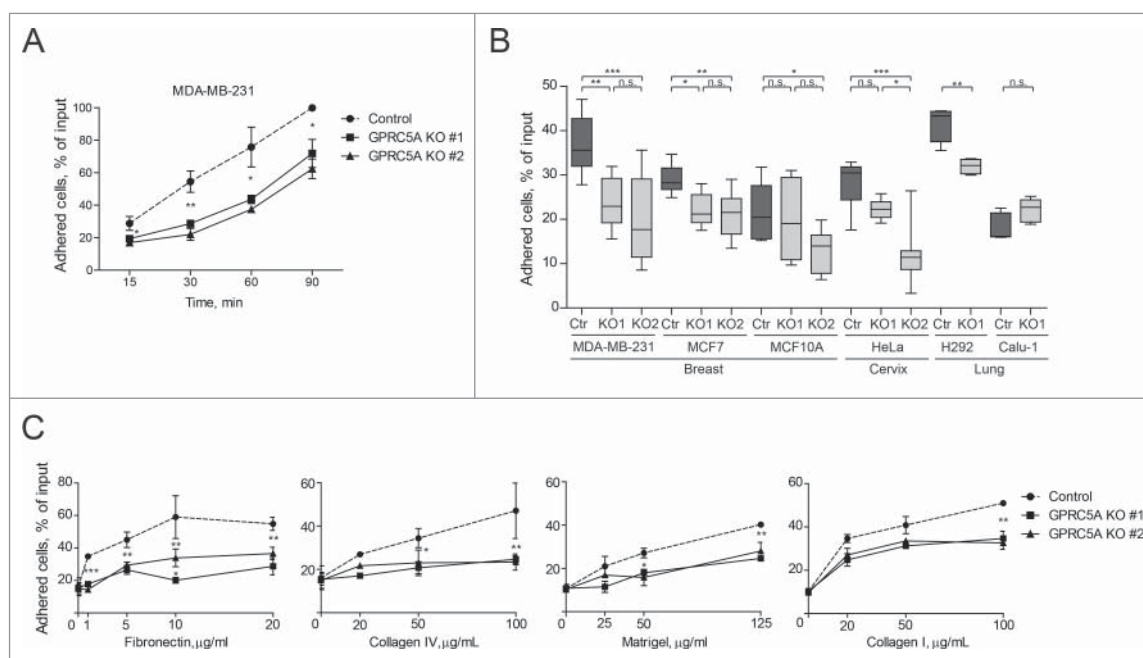 A
MDA-MB-231
Adhered cells, % of input
100
80
60
40
20
0
*
**
*
*
15 30 60 90
Time, min
Control
GPRC5A KO #1
GPRC5A KO #2
B
Adhered cells, % of input
50
40
30
20
10
0
*** ** * ***
** n.s. * n.s. n.s. n.s. n.s. * ** n.s.
Ctr KO1 KO2 Ctr KO1 KO2 Ctr KO1 KO2 Ctr KO1 KO2 Ctr KO1 Ctr KO1
MDA-MB-231 MCF7 MCF10A HeLa H292 Calu-1
Breast Cervix Lung
C
Adhered cells, % of input
80
60
40
20
***
**
**
*
**
0 1 5 10 20
Fibronectin,µg/ml
60
40
20
*
**
0 20 50 100
Collagen IV,µg/mL
60
40
20
*
**
0 25 50 125
Matrigel,µg/ml
60
40
20
**
0 20 50 100
Collagen I,µg/mL
Control
GPRC5A KO #1
GPRC5A KO #2